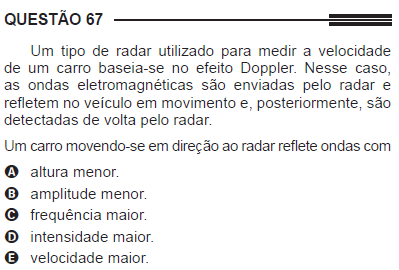 QUESTÃO 67
Um tipo de radar utilizado para medir a velocidade
de um carro baseia-se no efeito Doppler. Nesse caso,
as ondas eletromagnéticas são enviadas pelo radar e
refletem no veículo em movimento e, posteriormente, são
detectadas de volta pelo radar.
Um carro movendo-se em direção ao radar reflete ondas com
A altura menor.
B amplitude menor.
C frequência maior.
D intensidade maior.
E velocidade maior.